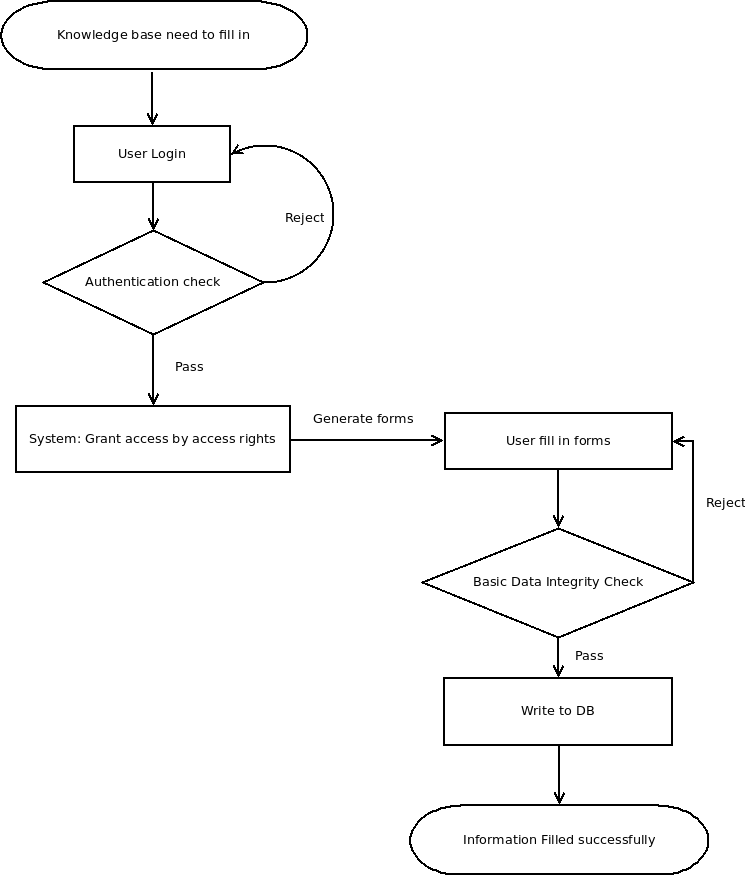 Knowledge base need to fill in
User Login
Reject
Authentication check
Pass
System: Grant access by access rights
Generate forms
User fill in forms
Reject
Basic Data Integrity Check
Pass
Write to DB
Information Filled successfully